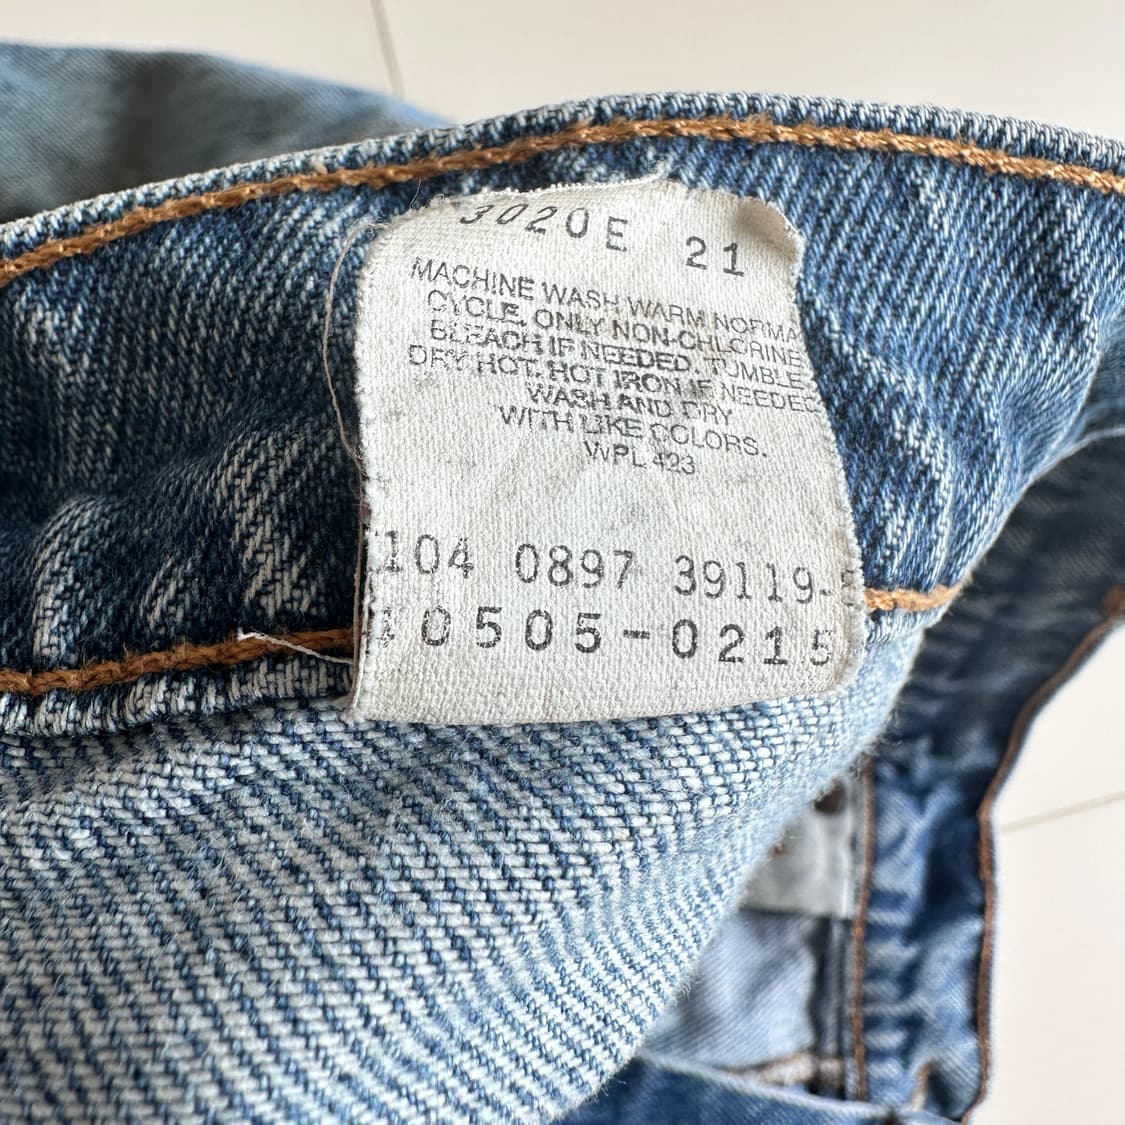 3020E 21
MACHINE WASH WARM NORMA
CYCLE. ONLY NON-CHLORINE
BLEACH IF NEEDED. TUMBLE
DRY HOT. HOT IRON IF NEEDED
WASH AND DRY
WITH LIKE COLORS.
WPL 423
104 0897 39119-5
0505-0215